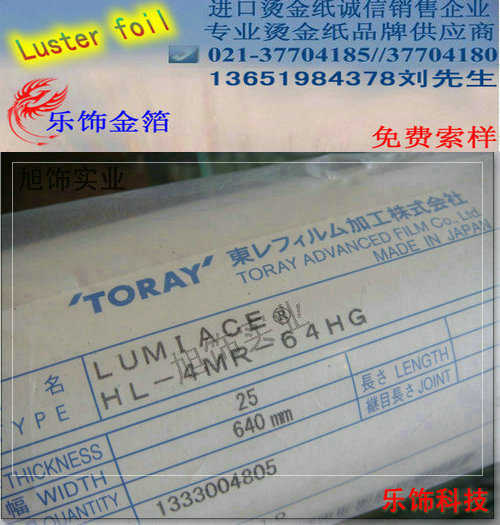 Luster foil
进口烫金纸诚信销售企业
专业烫金纸品牌供应商
021-37704185//37704180
13651984378刘先生
乐饰金箔
免费索样
旭饰实业
'TORAY' 東レフィルム加工株式会社
TORAY ADVANCED FILM Co., Ltd.
MADE IN JAPAN
名 LUMIACE®
YPE HL-4MR-64HG
旭饰实业
THICKNESS 25
幅 WIDTH 640 mm
長さ LENGTH
継目長さ JOINT
QUANTITY 1333004805
乐饰科技